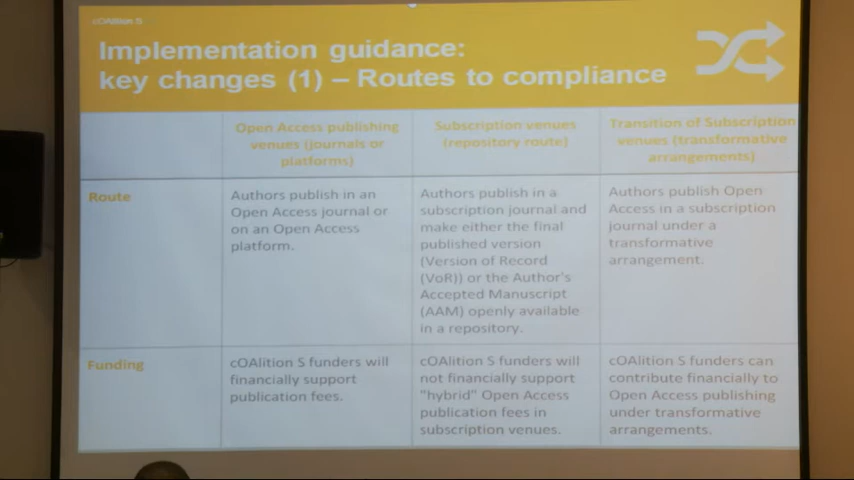 cOAlition S
Implementation guidance:
key changes (1) – Routes to compliance
Open Access publishing
venues (journals or
platforms)
Subscription venues
(repository route)
Transition of Subscription
venues (transformative
arrangements)
Route
Authors publish in an
Open Access journal or
on an Open Access
platform.
Authors publish in a
subscription journal and
make either the final
published version
(Version of Record
(VoR)) or the Author's
Accepted Manuscript
(AAM) openly available
in a repository.
Authors publish Open
Access in a subscription
journal under a
transformative
arrangement.
Funding
cOAlition S funders will
financially support
publication fees.
cOAlition S funders will
not financially support
"hybrid" Open Access
publication fees in
subscription venues.
cOAlition S funders can
contribute financially to
Open Access publishing
under transformative
arrangements.